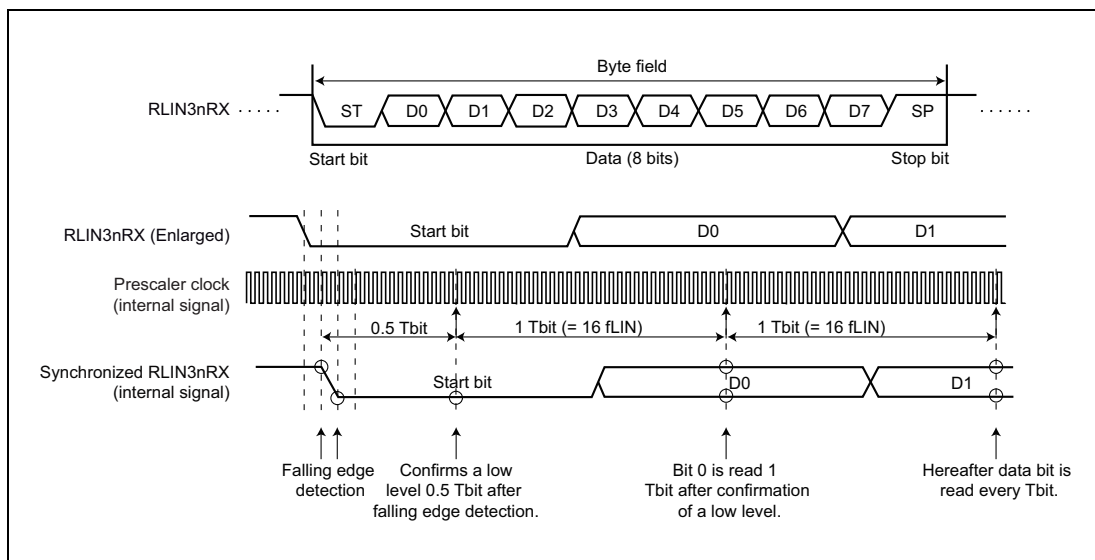 Byte field
RLIN3nRX ..... ST D0 D1 D2 D3 D4 D5 D6 D7 SP ......
Start bit Data (8 bits) Stop bit
RLIN3nRX (Enlarged) Start bit D0 D1
Prescaler clock
(internal signal)
0.5 Tbit 1 Tbit (= 16 fLIN) 1 Tbit (= 16 fLIN)
Synchronized RLIN3nRX
(internal signal)
Start bit D0 D1
Falling edge
detection
Confirms a low
level 0.5 Tbit after
falling edge detection.
Bit 0 is read 1
Tbit after confirmation
of a low level.
Hereafter data bit is
read every Tbit.